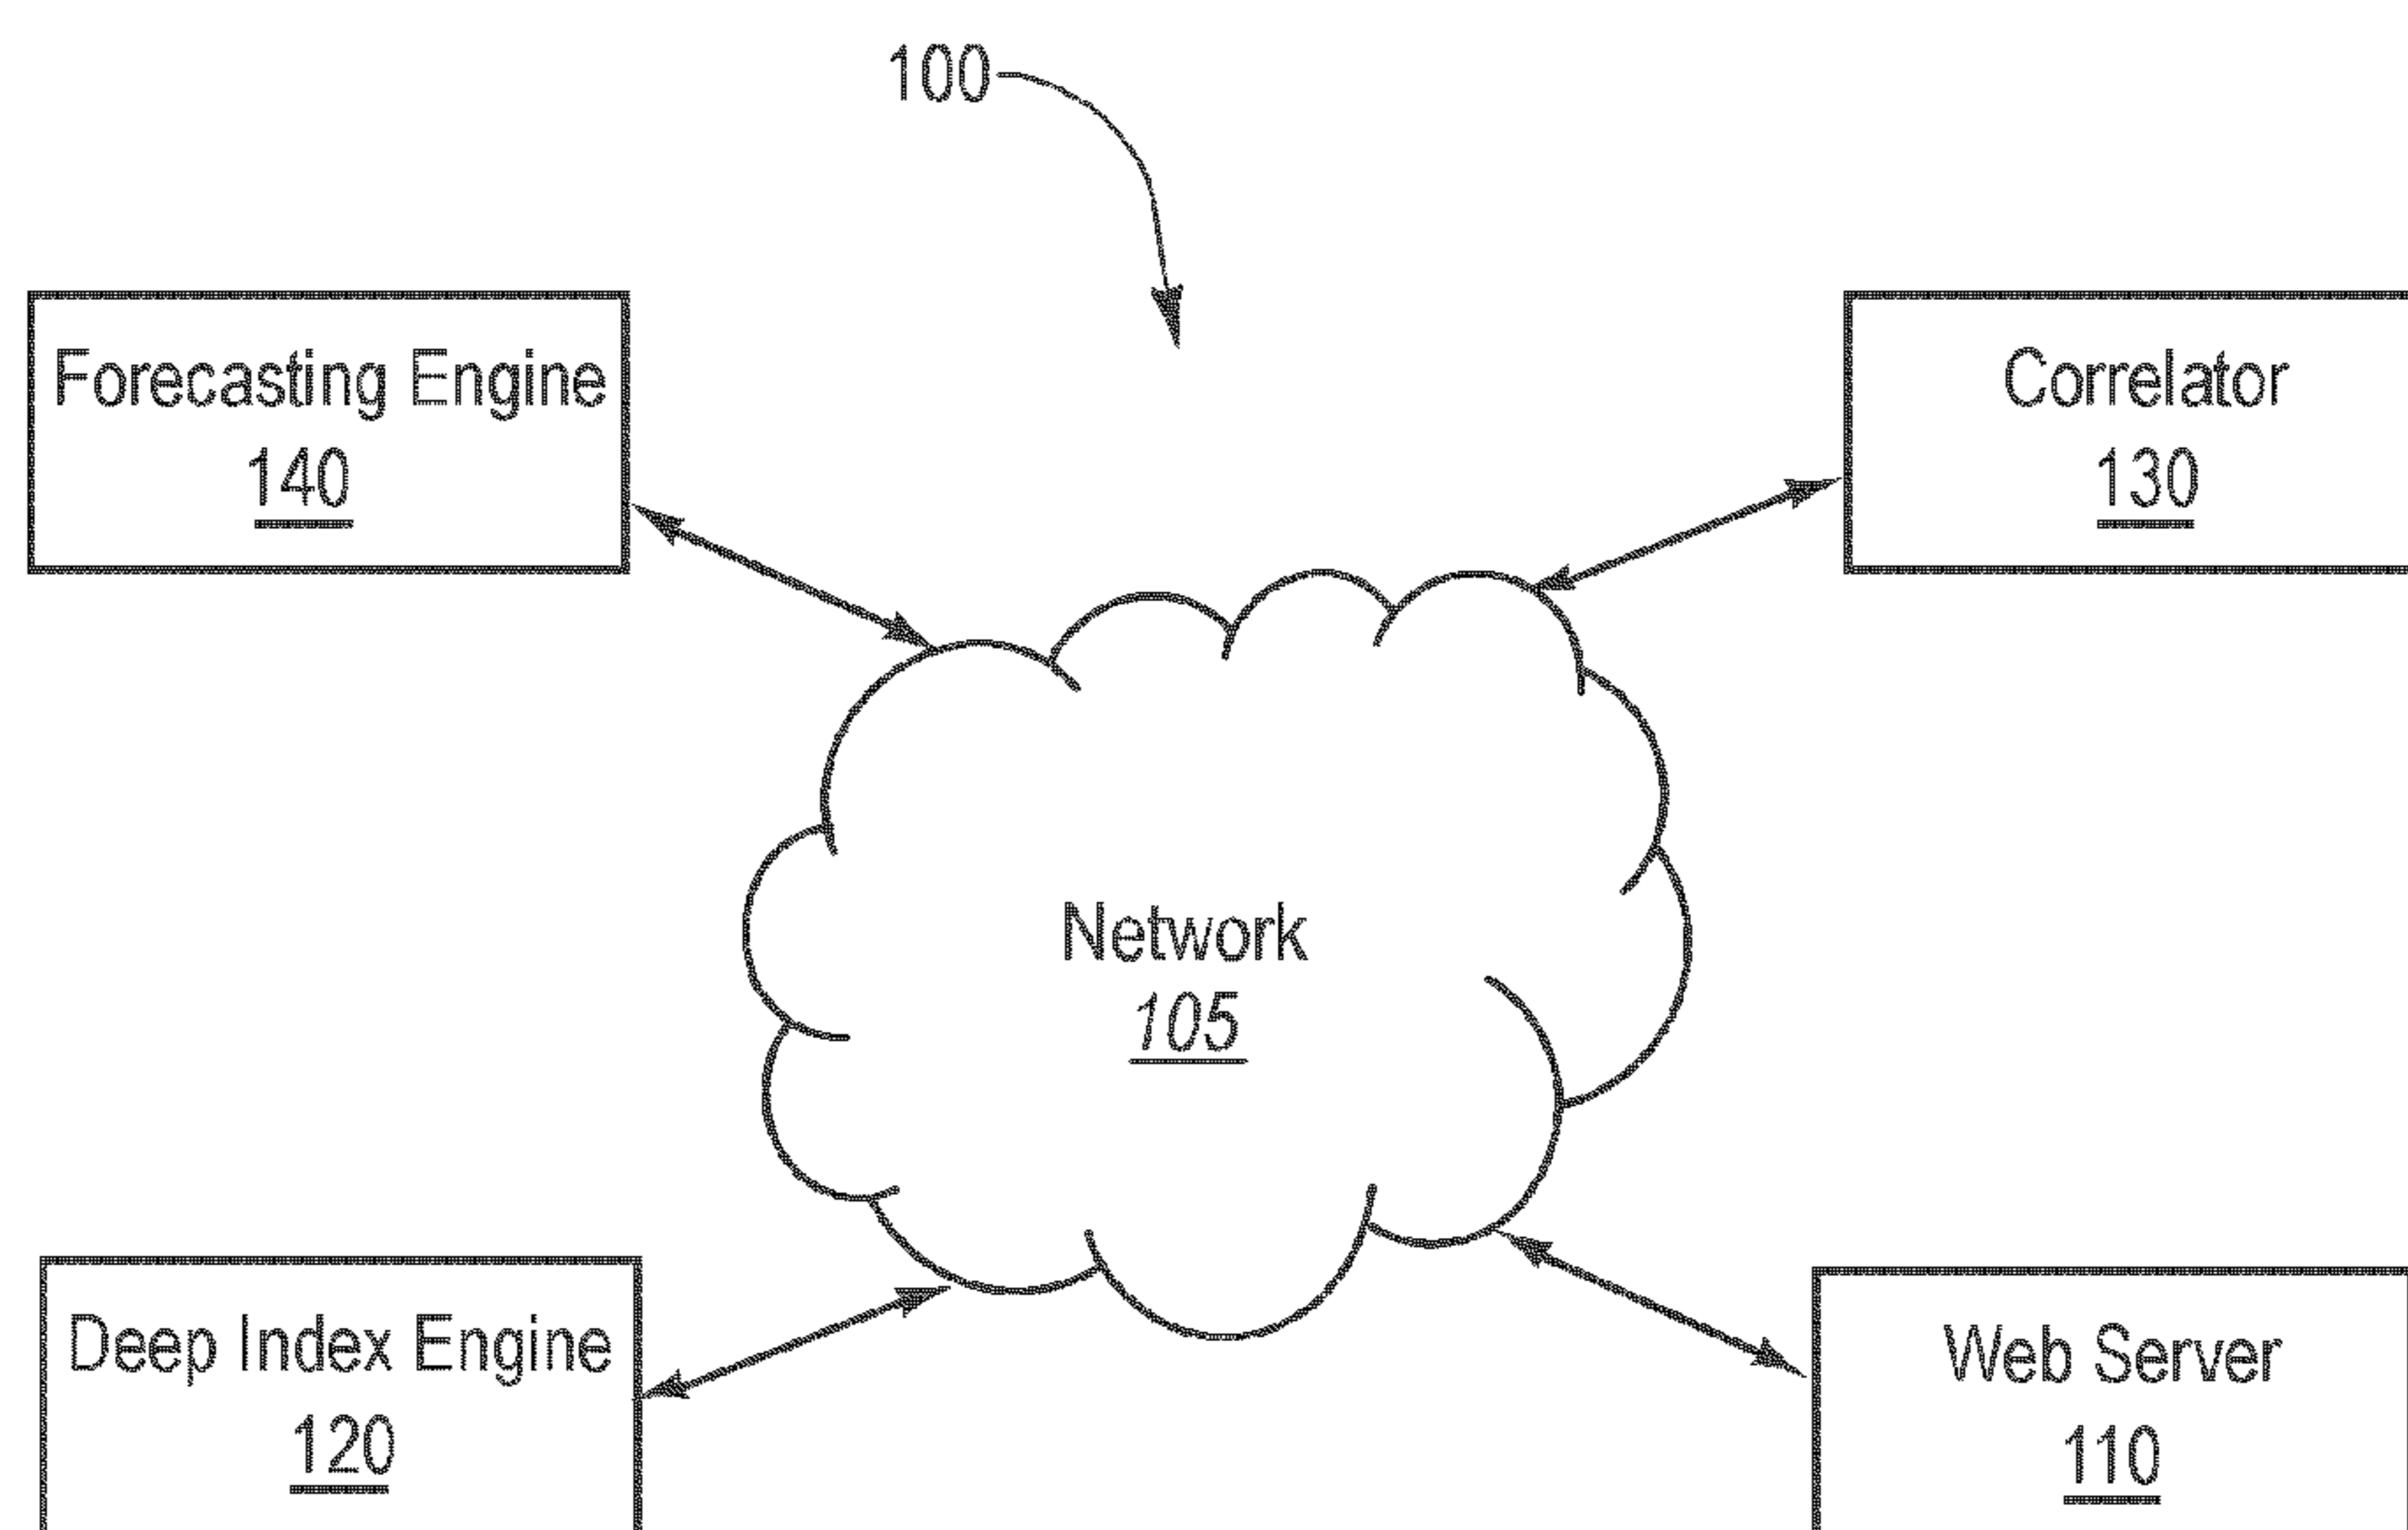 100
Forecasting Engine
140
Correlator
130
Network
105
Deep Index Engine
120
Web Server
110